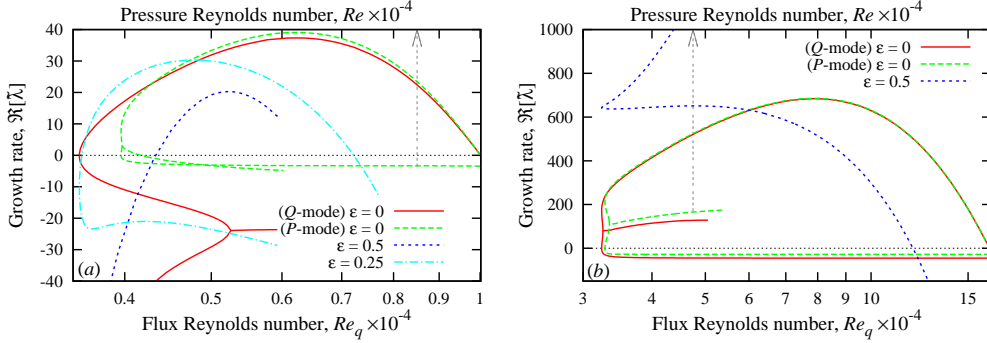 Pressure Reynolds number, Re ×10⁻⁴
Growth rate, ℜ[λ̃]
40
30
20
10
0
-10
-20
-30
-40
(Q-mode) ε = 0
(P-mode) ε = 0
ε = 0.5
ε = 0.25
(a)
0.4
0.5
0.6
0.7
0.8
0.9
1
Flux Reynolds number, Re_q ×10⁻⁴
Pressure Reynolds number, Re ×10⁻⁴
Growth rate, ℜ[λ̃]
1000
800
600
400
200
0
(Q-mode) ε = 0
(P-mode) ε = 0
ε = 0.5
(b)
3
4
5
6
7
8
9
10
15
Flux Reynolds number, Re_q ×10⁻⁴